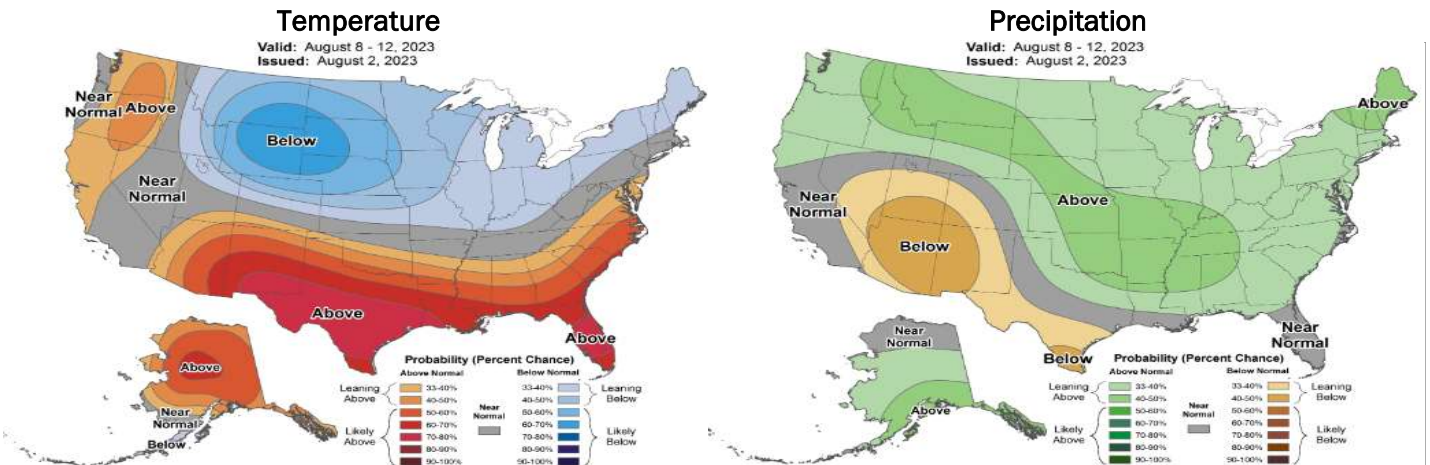 Temperature
Valid: August 8 - 12, 2023
Issued: August 2, 2023
Near
Normal
Above
Below
Near
Normal
Above
Above
Above
Near
Normal
Below
Probability (Percent Chance)
Above Normal
Below Normal
Leaning
Above
33-40%
40-50%
Likely
Above
50-60%
60-70%
70-80%
80-90%
90-100%
Near
Normal
33-40%
40-50%
Leaning
Below
50-60%
60-70%
70-80%
80-90%
90-100%
Likely
Below
Precipitation
Valid: August 8 - 12, 2023
Issued: August 2, 2023
Above
Near
Normal
Above
Below
Near
Normal
Near
Normal
Below
Above
Probability (Percent Chance)
Above Normal
Below Normal
Leaning
Above
33-40%
40-50%
Likely
Above
50-60%
60-70%
70-80%
80-90%
90-100%
Near
Normal
33-40%
40-50%
Leaning
Below
50-60%
60-70%
70-80%
80-90%
90-100%
Likely
Below